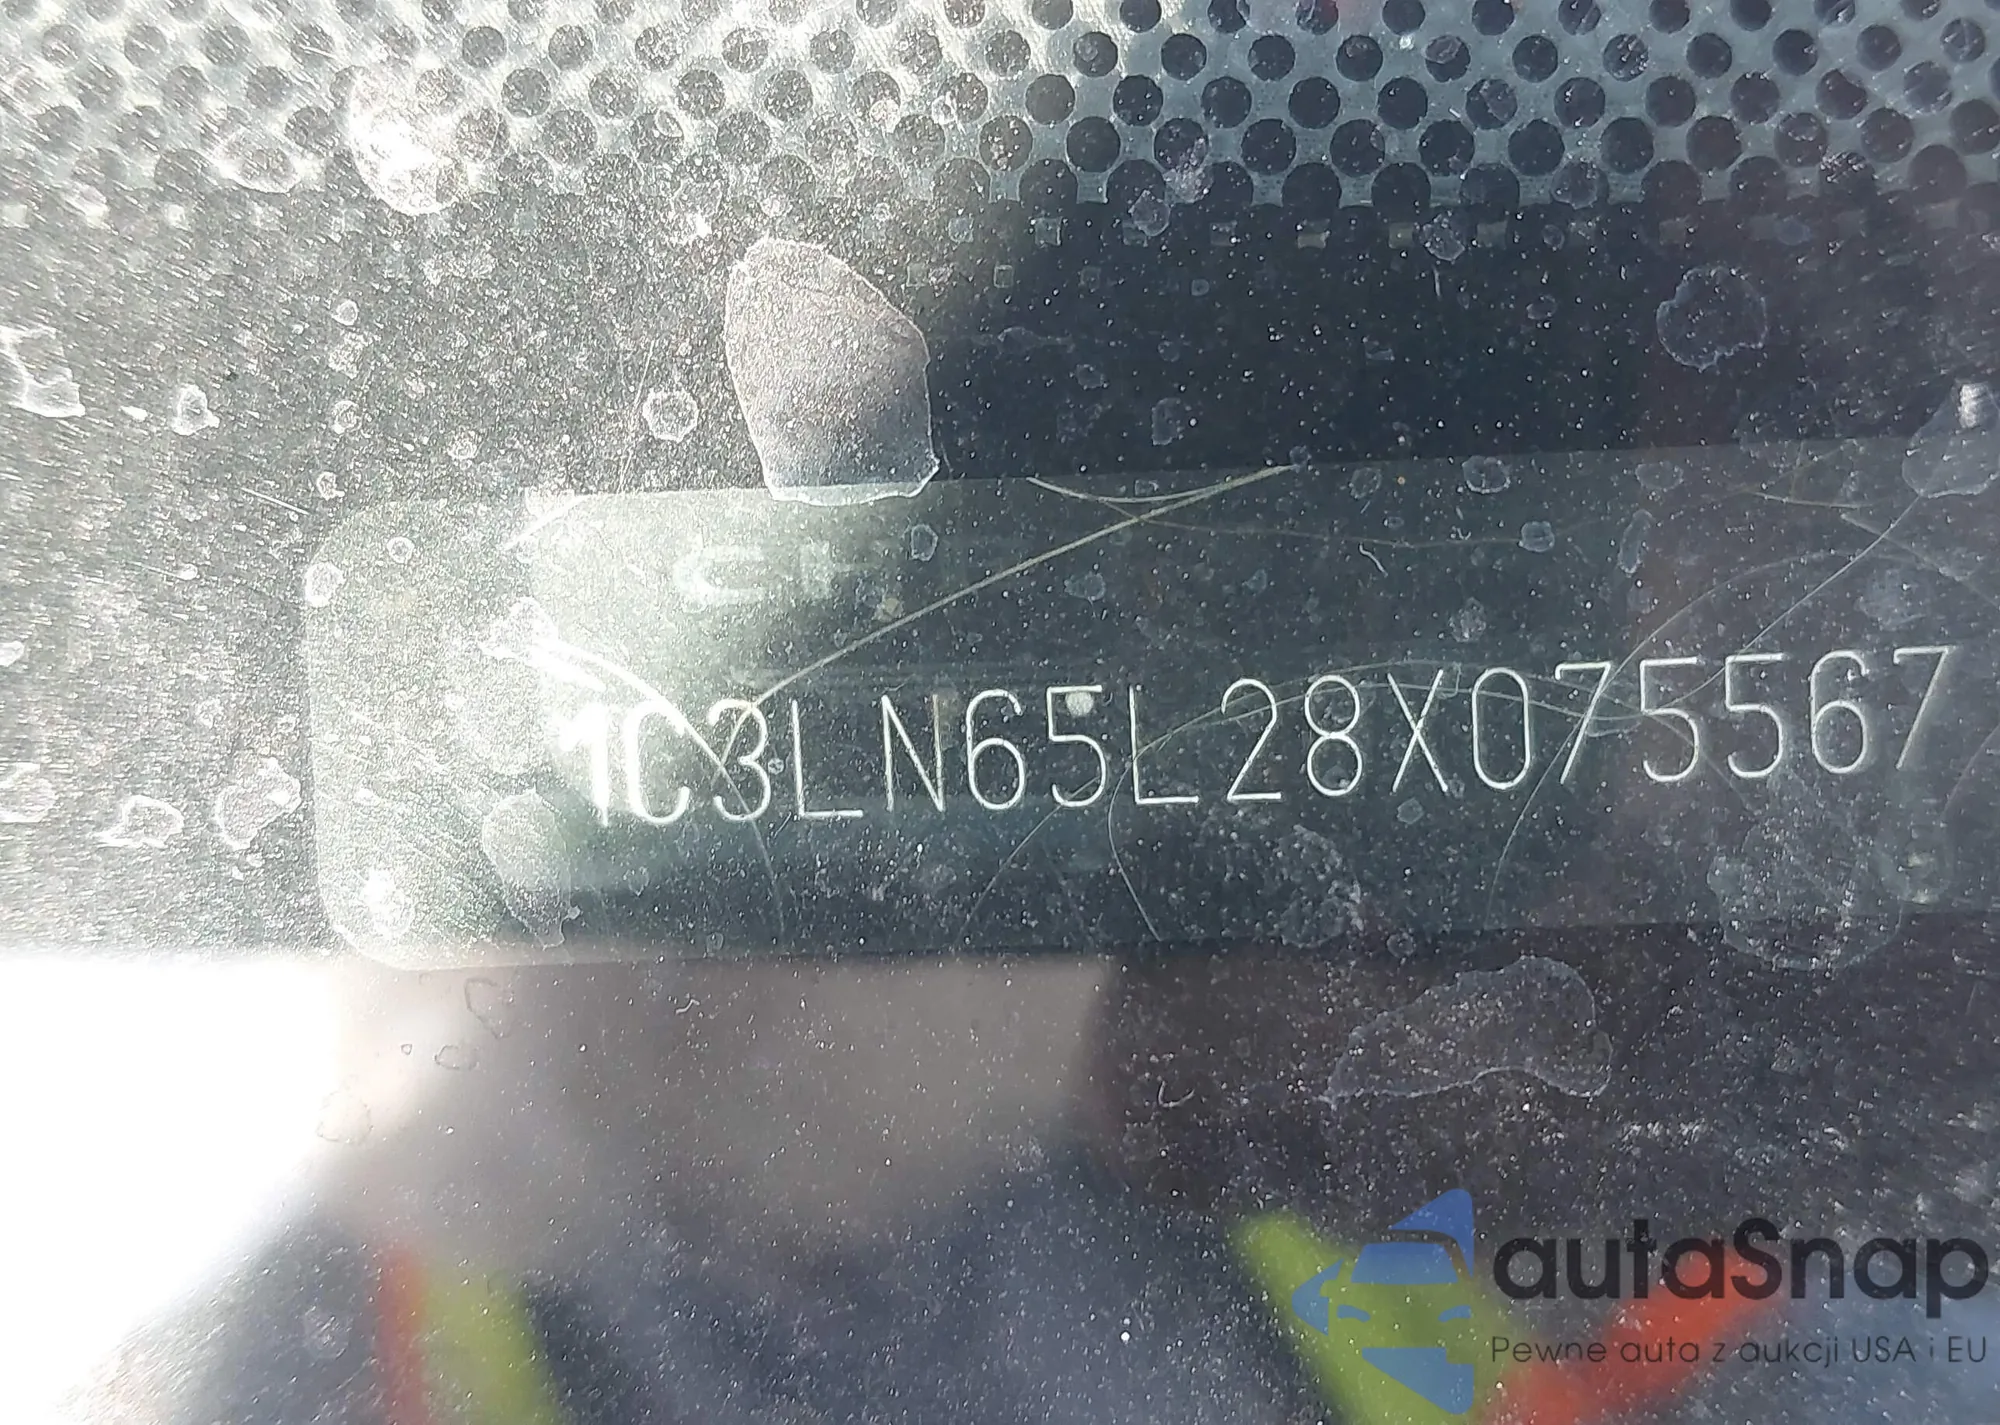 1C3LN65L28X075567
autaSnap
Pewne auta z aukcji USA i EU